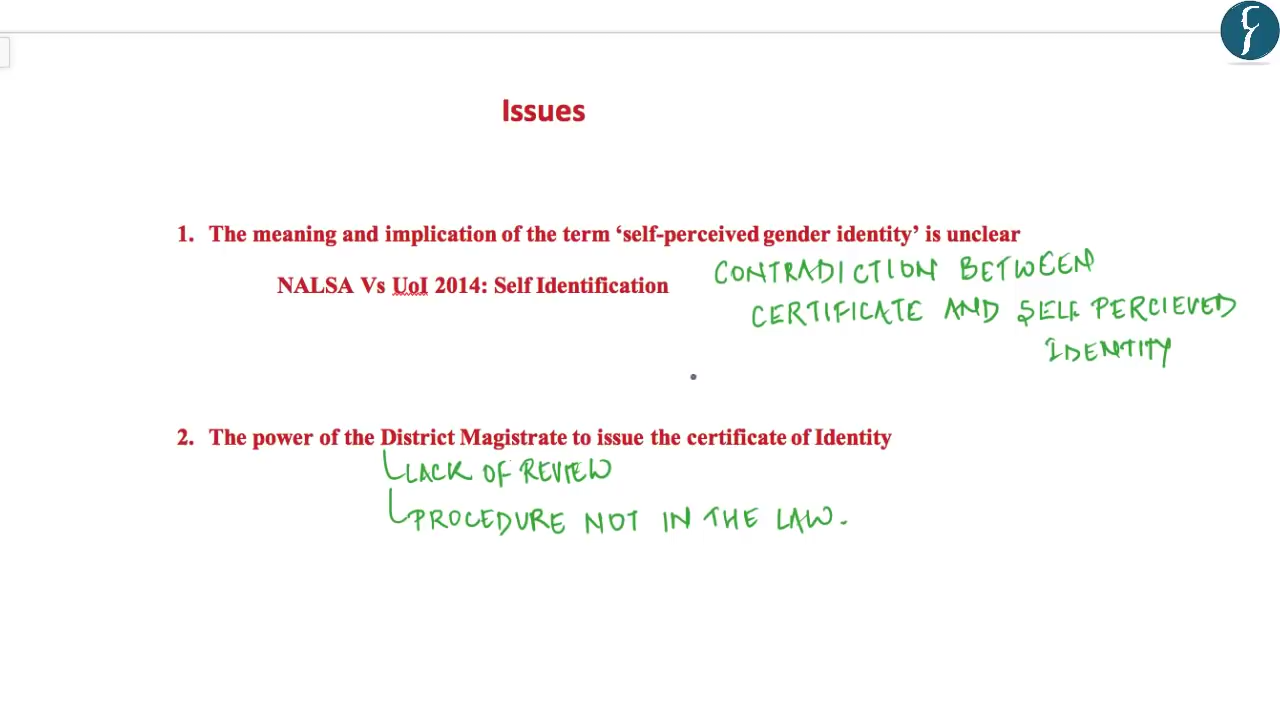 Issues
1. The meaning and implication of the term ‘self-perceived gender identity’ is unclear
NALSA Vs UoI 2014: Self Identification
CONTRADICTION BETWEEN
CERTIFICATE AND SELF PERCIEVED
IDENTITY
2. The power of the District Magistrate to issue the certificate of Identity
LACK OF REVIEW
PROCEDURE NOT IN THE LAW.